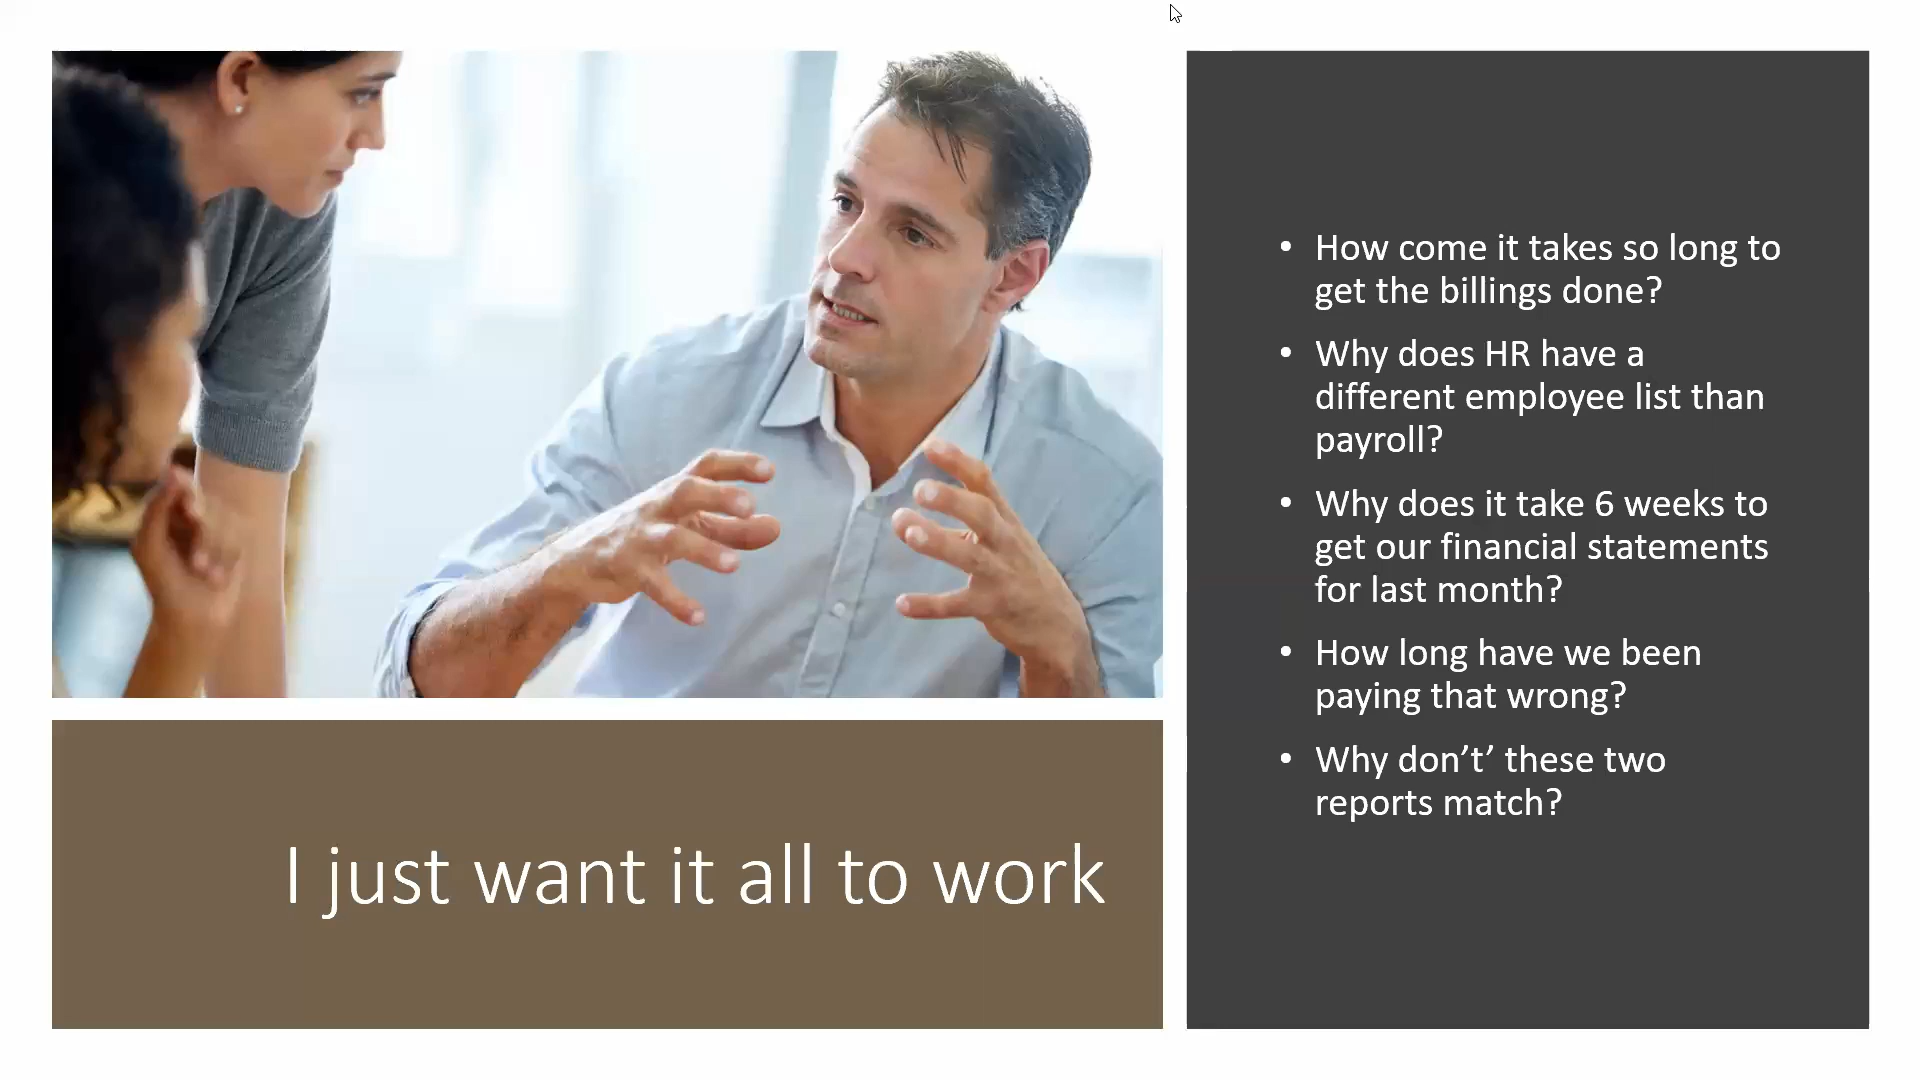 • How come it takes so long to
get the billings done?
• Why does HR have a
different employee list than
payroll?
• Why does it take 6 weeks to
get our financial statements
for last month?
• How long have we been
paying that wrong?
• Why don’t’ these two
reports match?
I just want it all to work